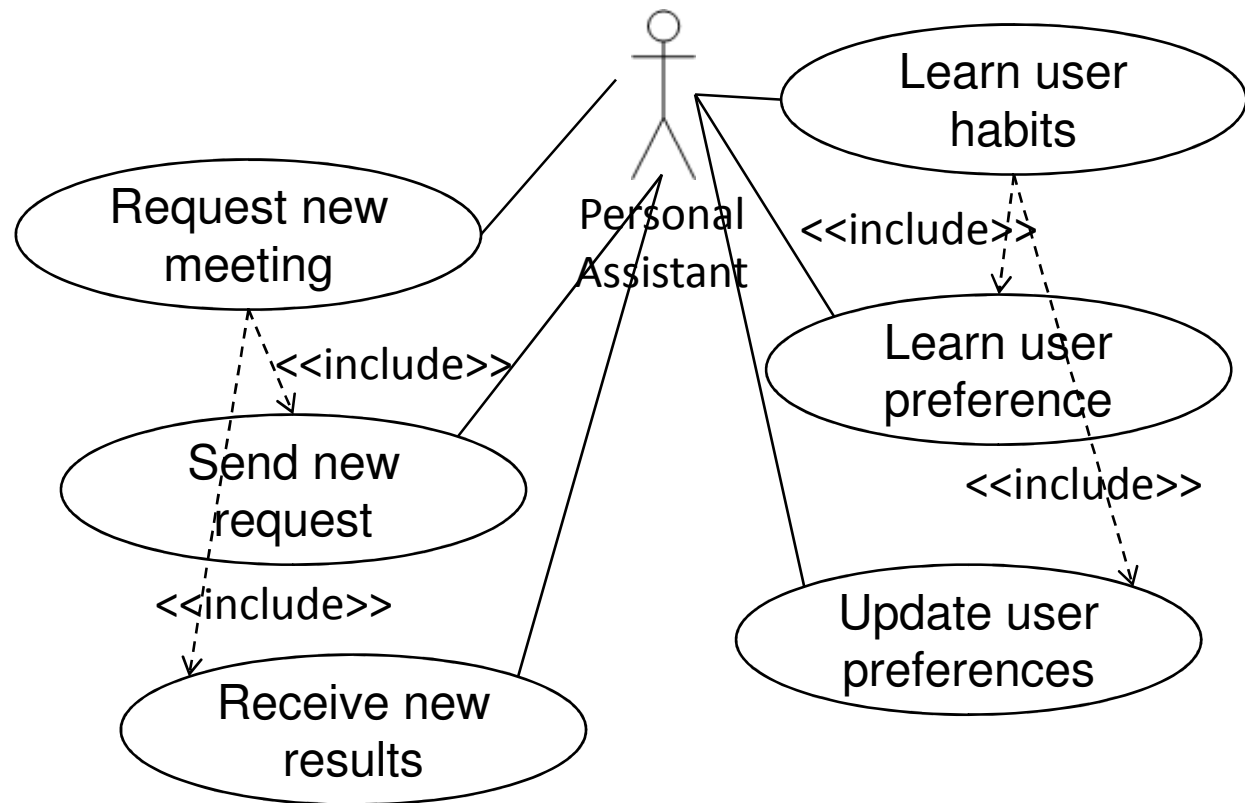 Learn user
habits
Personal
Assistant
<<include>>
Request new
meeting
<<include>>
Learn user
preference
Send new
request
<<include>>
<<include>>
Update user
preferences
Receive new
results